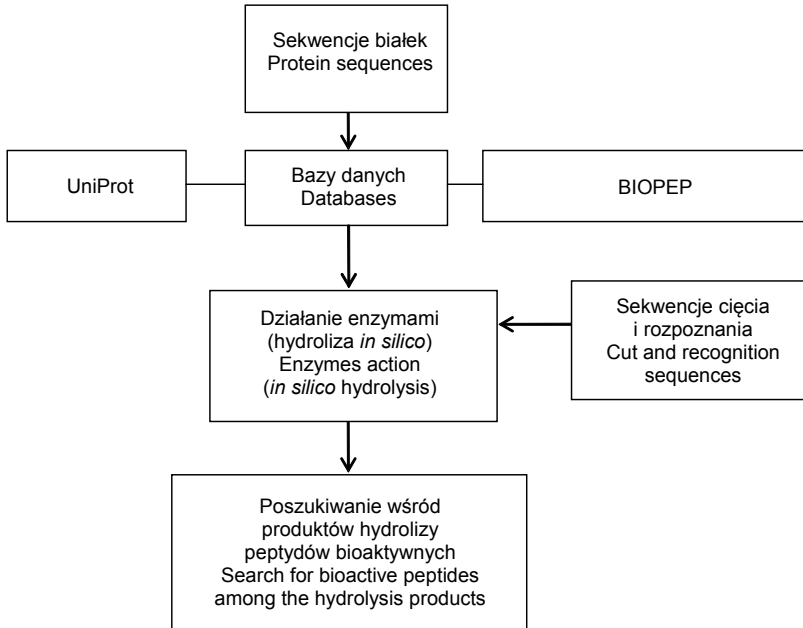 Sekwencje białek
Protein sequences
UniProt
Bazy danych
Databases
BIOPEP
Działanie enzymami
(hydroliza in silico)
Enzymes action
(in silico hydrolysis)
Sekwencje cięcia
i rozpoznania
Cut and recognition
sequences
Poszukiwanie wśród
produktów hydrolizy
peptydów bioaktywnych
Search for bioactive peptides
among the hydrolysis products